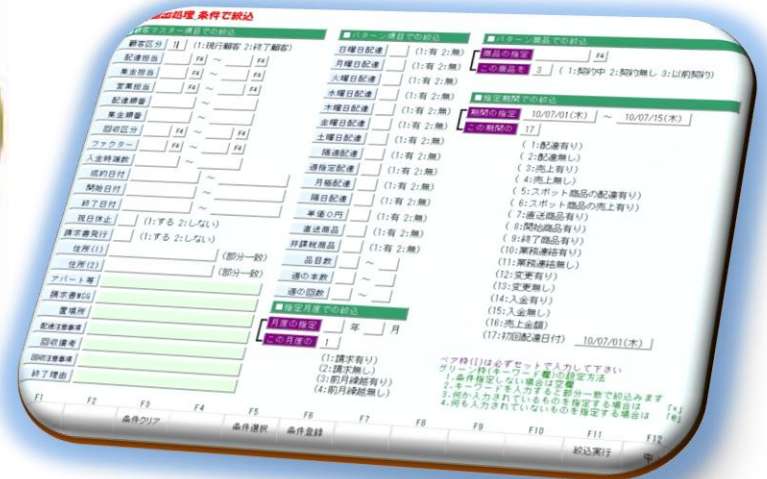 出処理 条件で絞込
顧客マスター項目での絞込
顧客区分 1 (1:現行顧客 2:終了顧客)
配達担当 F4 ~ F4
集金担当 F4 ~ F4
営業担当 F4 ~ F4
配達順番 ~
集金順番 ~
回収区分 F4 ~ F4
ファクター F4 ~ F4
入金時端数 ~
成約日付 ~
開始日付 ~
終了日付 ~
祝日休止 (1:する 2:しない)
請求書発行 (1:する 2:しない)
住所(1) (部分一致)
住所(2) (部分一致)
アパート等
請求書MSG
置場所
配達注意事項
回収備考
回収注意事項
終了理由
■パターン項目での絞込
日曜日配達 (1:有 2:無)
月曜日配達 (1:有 2:無)
火曜日配達 (1:有 2:無)
水曜日配達 (1:有 2:無)
木曜日配達 (1:有 2:無)
金曜日配達 (1:有 2:無)
土曜日配達 (1:有 2:無)
隔週配達 (1:有 2:無)
週指定配達 (1:有 2:無)
月極配達 (1:有 2:無)
隔日配達 (1:有 2:無)
単価0円 (1:有 2:無)
直送商品 (1:有 2:無)
非課税商品 (1:有 2:無)
品目数 ~
週の本数 ~
週の回数 ~
■指定月度での絞込
月度の指定 年 月
この月度の 1
(1:請求有り)
(2:請求無し)
(3:前月繰越有り)
(4:前月繰越無し)
■パターン商品での絞込
商品の指定 F4
この商品を 3 ( 1:契約中 2:契約無し 3:以前契約)
■指定期間での絞込
期間の指定 10/07/01(木) ~ 10/07/15(木)
この期間の 17
( 1:配達有り)
( 2:配達無し)
( 3:売上有り)
( 4:売上無し)
( 5:スポット商品の配達有り)
( 6:スポット商品の売上有り)
( 7:直送商品有り)
( 8:開始商品有り)
( 9:終了商品有り)
(10:業務連絡有り)
(11:業務連絡無し)
(12:変更有り)
(13:変更無し)
(14:入金有り)
(15:入金無し)
(16:売上金額)
(17:初回配達日付) 10/07/01(木)
ペア枠([)は必ずセットで入力して下さい
グリーン枠(キーワード欄)の設定方法
1.条件指定しない場合は空欄
2.キーワードを入力すると部分一致で絞込みます
3.何か入力されているものを指定する場合は 「*」
4.何も入力されていないものを指定する場合は 「@」
F1 F2 F3 F4 F5 F6 F7 F8 F9 F10 F11 F12
条件クリア 条件選択 条件登録 絞込実行 中